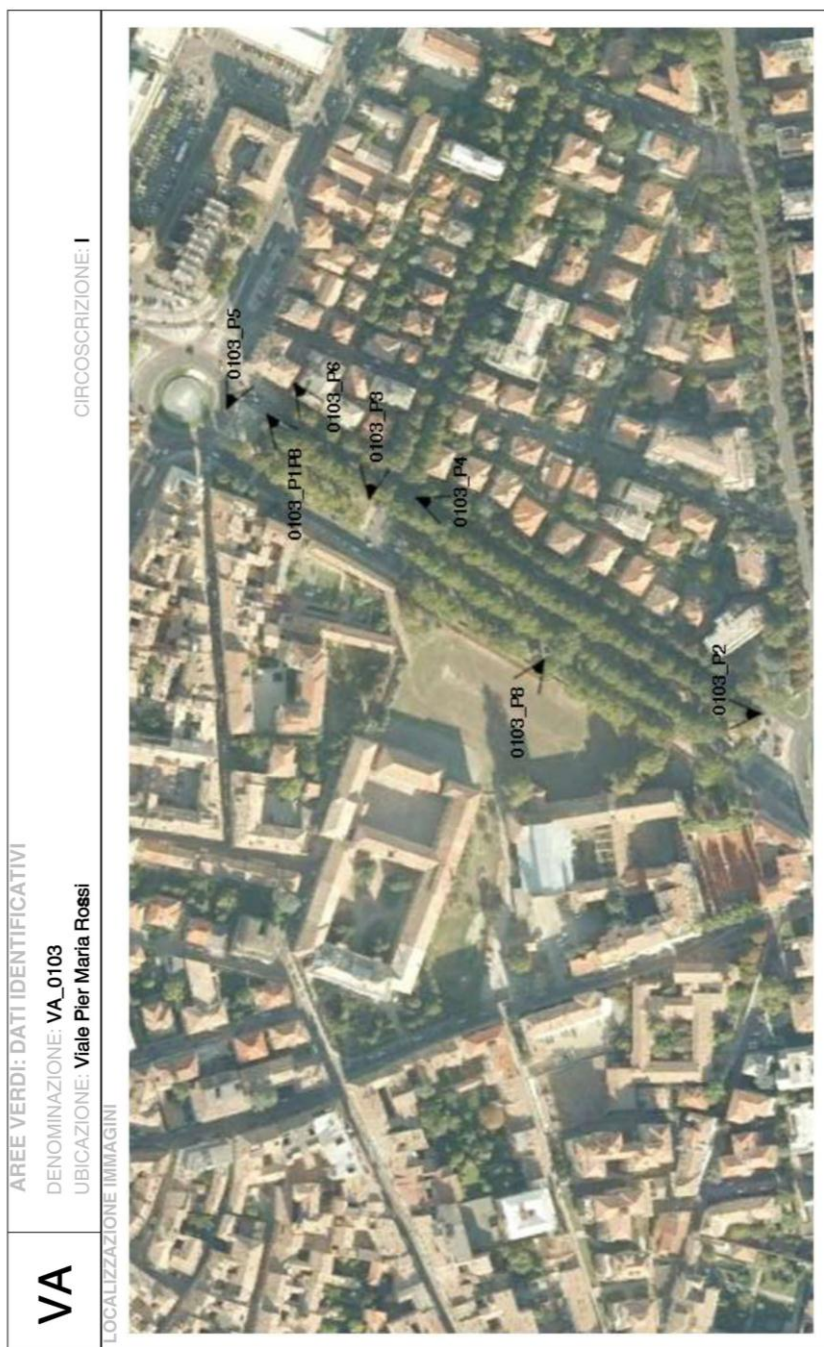 VA
AREE VERDI: DATI IDENTIFICATIVI
DENOMINAZIONE: VA_0103
UBICAZIONE: Viale Pier Maria Rossi
CIRCOSCRIZIONE: I
LOCALIZZAZIONE IMMAGINI
0103_P5
0103_P6
0103_P1P8
0103_P3
0103_P4
0103_P8
0103_P2